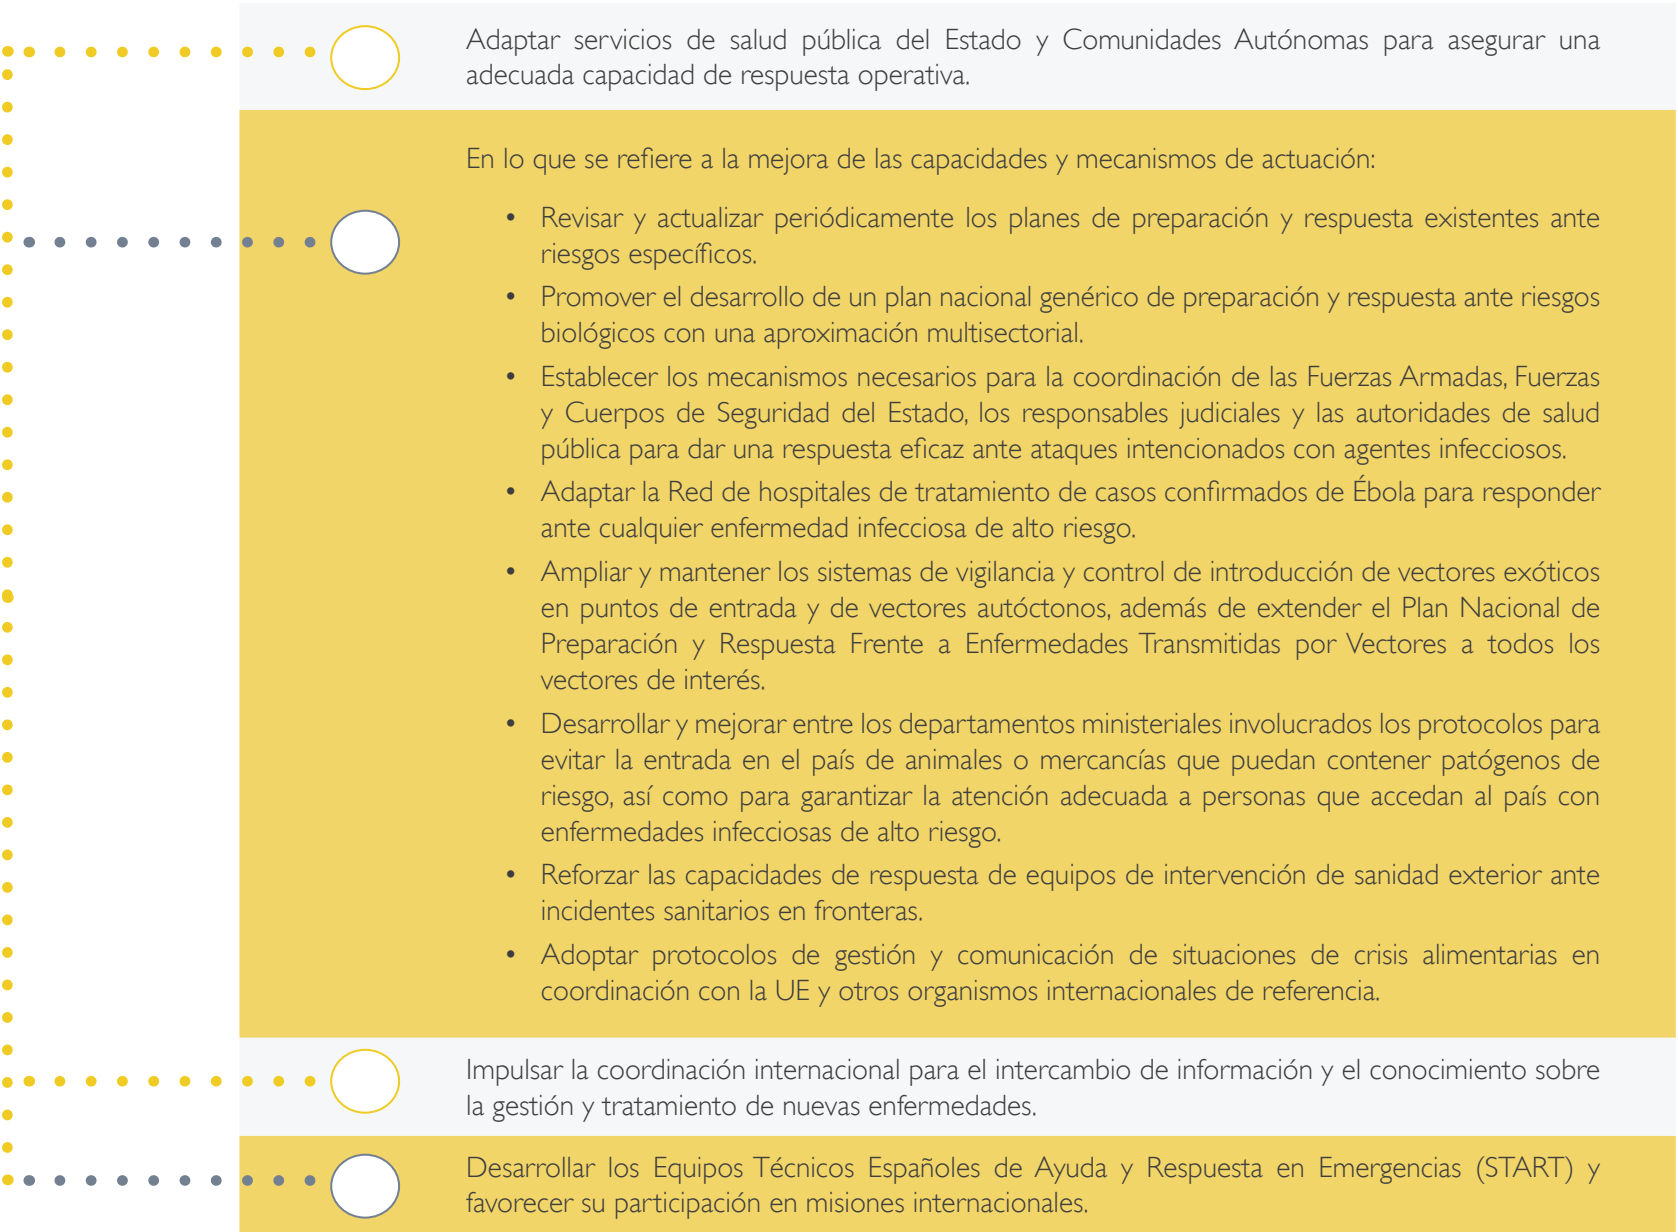 Adaptar servicios de salud pública del Estado y Comunidades Autónomas para asegurar una
adecuada capacidad de respuesta operativa.
En lo que se refiere a la mejora de las capacidades y mecanismos de actuación:
• Revisar y actualizar periódicamente los planes de preparación y respuesta existentes ante
riesgos específicos.
• Promover el desarrollo de un plan nacional genérico de preparación y respuesta ante riesgos
biológicos con una aproximación multisectorial.
• Establecer los mecanismos necesarios para la coordinación de las Fuerzas Armadas, Fuerzas
y Cuerpos de Seguridad del Estado, los responsables judiciales y las autoridades de salud
pública para dar una respuesta eficaz ante ataques intencionados con agentes infecciosos.
• Adaptar la Red de hospitales de tratamiento de casos confirmados de Ébola para responder
ante cualquier enfermedad infecciosa de alto riesgo.
• Ampliar y mantener los sistemas de vigilancia y control de introducción de vectores exóticos
en puntos de entrada y de vectores autóctonos, además de extender el Plan Nacional de
Preparación y Respuesta Frente a Enfermedades Transmitidas por Vectores a todos los
vectores de interés.
• Desarrollar y mejorar entre los departamentos ministeriales involucrados los protocolos para
evitar la entrada en el país de animales o mercancías que puedan contener patógenos de
riesgo, así como para garantizar la atención adecuada a personas que accedan al país con
enfermedades infecciosas de alto riesgo.
• Reforzar las capacidades de respuesta de equipos de intervención de sanidad exterior ante
incidentes sanitarios en fronteras.
• Adoptar protocolos de gestión y comunicación de situaciones de crisis alimentarias en
coordinación con la UE y otros organismos internacionales de referencia.
Impulsar la coordinación internacional para el intercambio de información y el conocimiento sobre
la gestión y tratamiento de nuevas enfermedades.
Desarrollar los Equipos Técnicos Españoles de Ayuda y Respuesta en Emergencias (START) y
favorecer su participación en misiones internacionales.